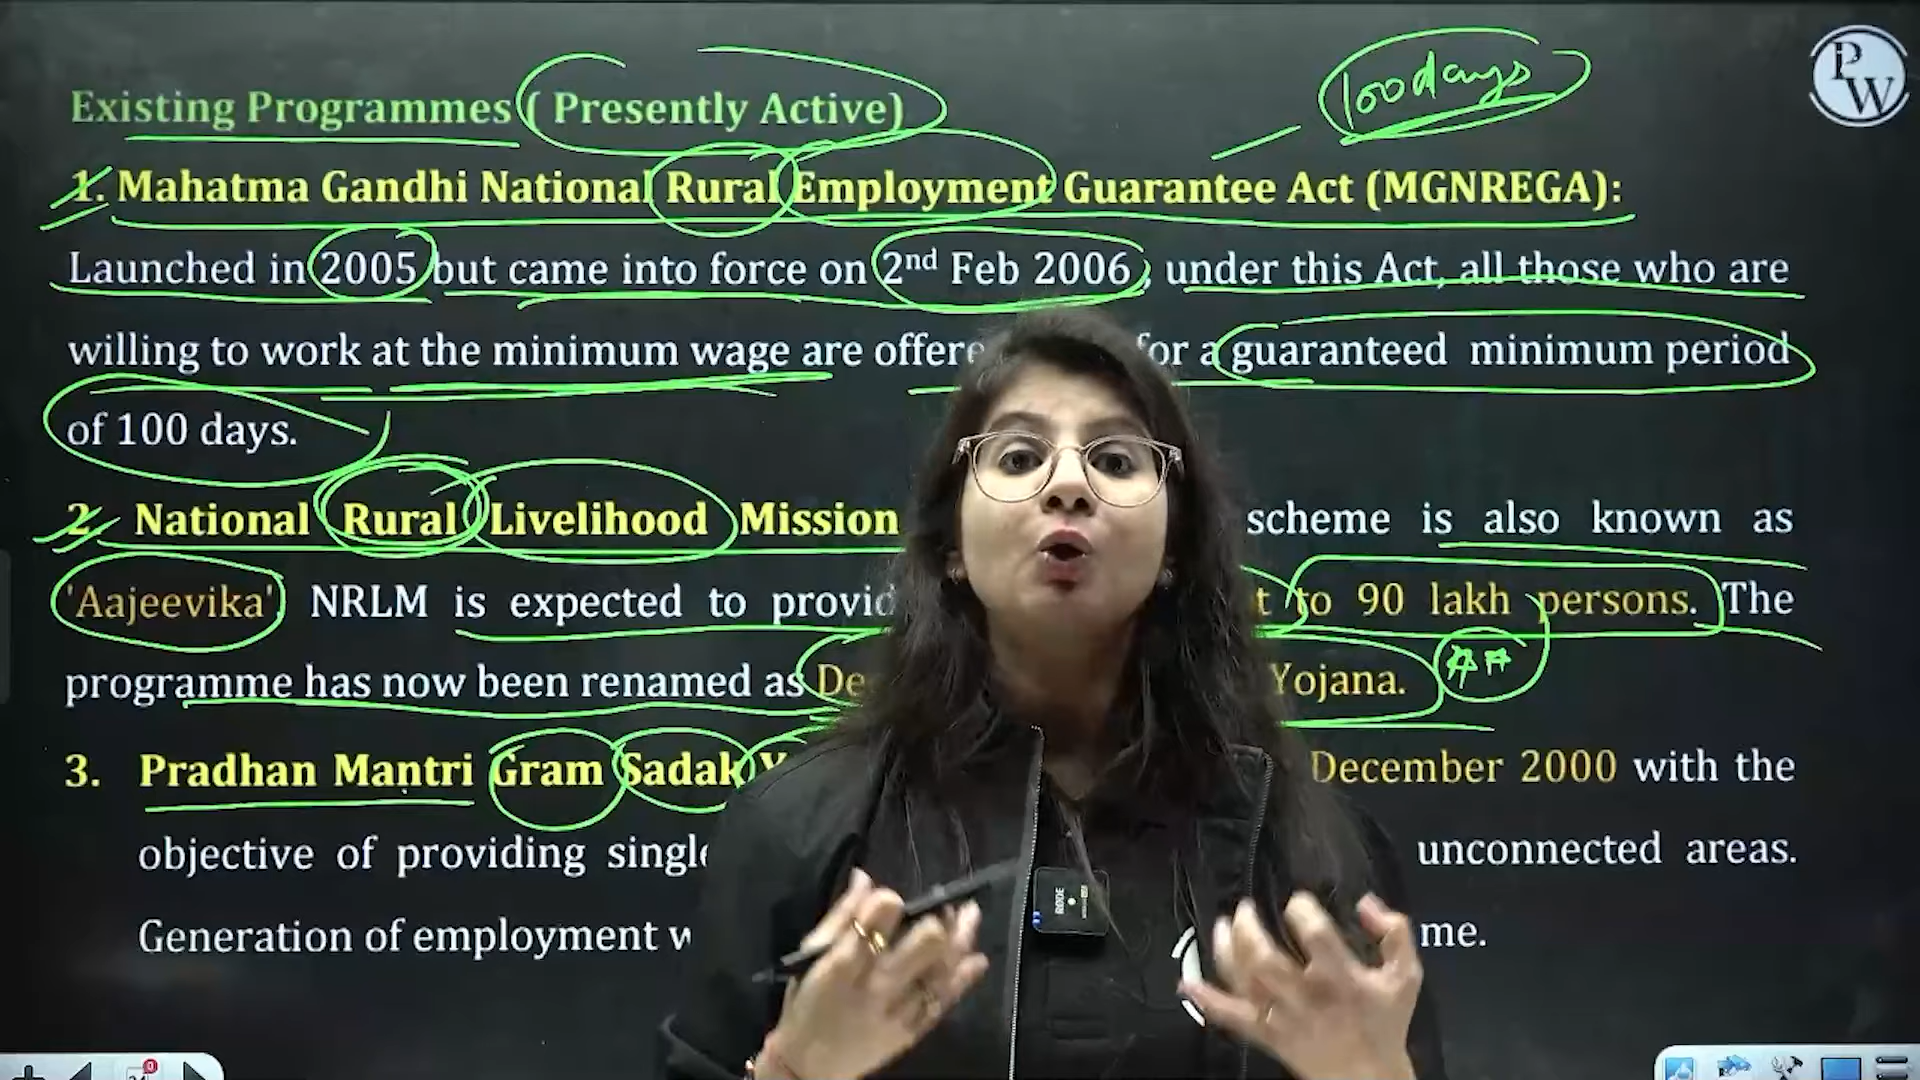 100 days
P
W
Existing Programmes ( Presently Active)
1. Mahatma Gandhi National Rural Employment Guarantee Act (MGNREGA):
Launched in 2005 but came into force on 2nd Feb 2006, under this Act, all those who are
willing to work at the minimum wage are offere for a guaranteed minimum period
of 100 days.
2 National Rural Livelihood Mission scheme is also known as
'Aajeevika' NRLM is expected to provid t to 90 lakh persons. The
programme has now been renamed as De Yojana.
3. Pradhan Mantri Gram Sadak Y December 2000 with the
objective of providing single unconnected areas.
Generation of employment w me.
RODE